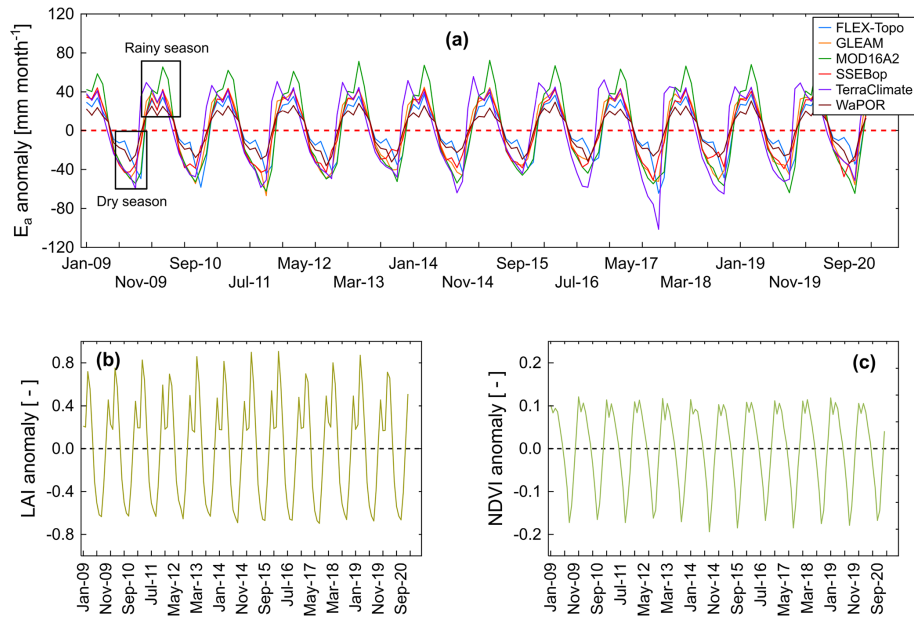 (a)
Rainy season
Dry season
FLEX-Topo
GLEAM
MOD16A2
SSEBop
TerraClimate
WaPOR
Ea anomaly [mm month-1]
120
80
40
0
-40
-80
-120
Jan-09 Sep-10 May-12 Jan-14 Sep-15 May-17 Jan-19 Sep-20
Nov-09 Jul-11 Mar-13 Nov-14 Jul-16 Mar-18 Nov-19
(b)
LAI anomaly [ - ]
0.8
0.4
0.0
-0.4
-0.8
Jan-09
Nov-09
Sep-10
Jul-11
May-12
Mar-13
Jan-14
Nov-14
Sep-15
Jul-16
May-17
Mar-18
Jan-19
Nov-19
Sep-20
(c)
NDVI anomaly [ - ]
0.2
0.1
0.0
-0.1
-0.2
Jan-09
Nov-09
Sep-10
Jul-11
May-12
Mar-13
Jan-14
Nov-14
Sep-15
Jul-16
May-17
Mar-18
Jan-19
Nov-19
Sep-20